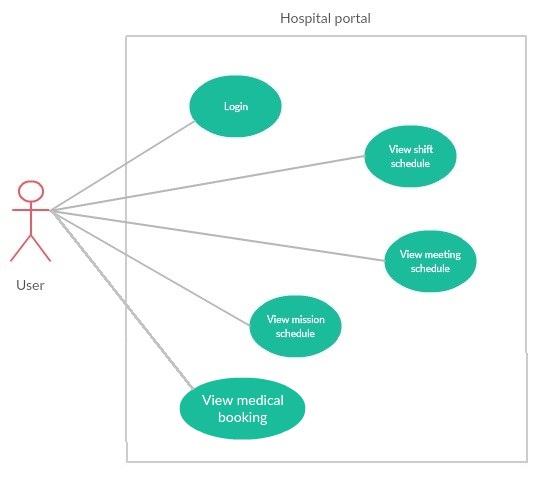 Hospital portal
Login
View shift
schedule
View meeting
schedule
User
View mission
schedule
View medical
booking